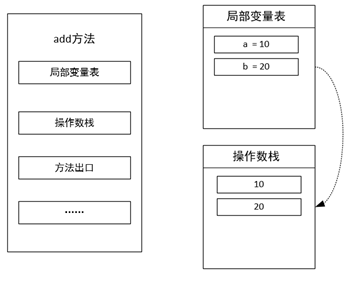 add方法
局部变量表
操作数栈
方法出口
······
局部变量表
a = 10
b = 20
操作数栈
10
20